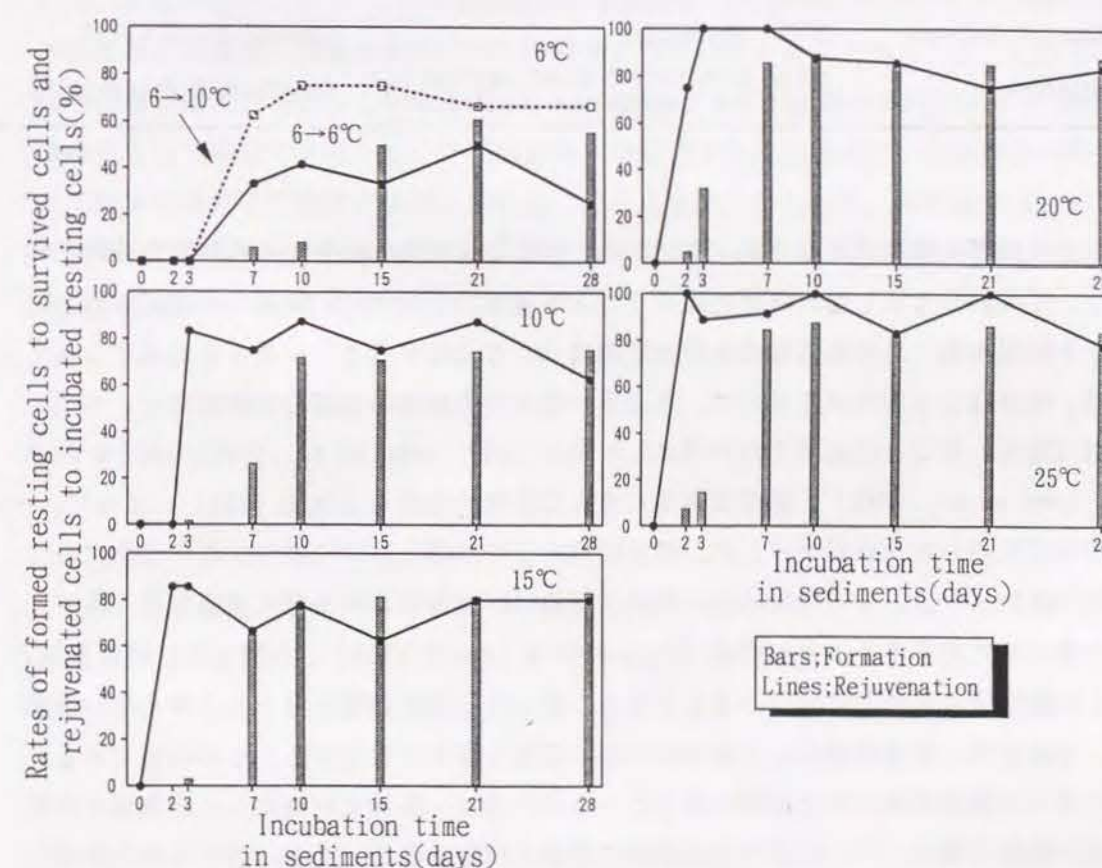 Rates of formed resting cells to survived cells and
rejuvenated cells to incubated resting cells(%)
100
80
60
40
20
0
6℃
6→10℃
6→6℃
0 2 3 7 10 15 21 28
100
80
60
40
20
0
20℃
0 2 3 7 10 15 21 2
100
80
60
40
20
0
10℃
0 2 3 7 10 15 21 28
100
80
60
40
20
0
25℃
0 2 3 7 10 15 21 2
Incubation time
in sediments(days)
100
80
60
40
20
0
15℃
0 2 3 7 10 15 21 28
Incubation time
in sediments(days)
Bars;Formation
Lines;Rejuvenation